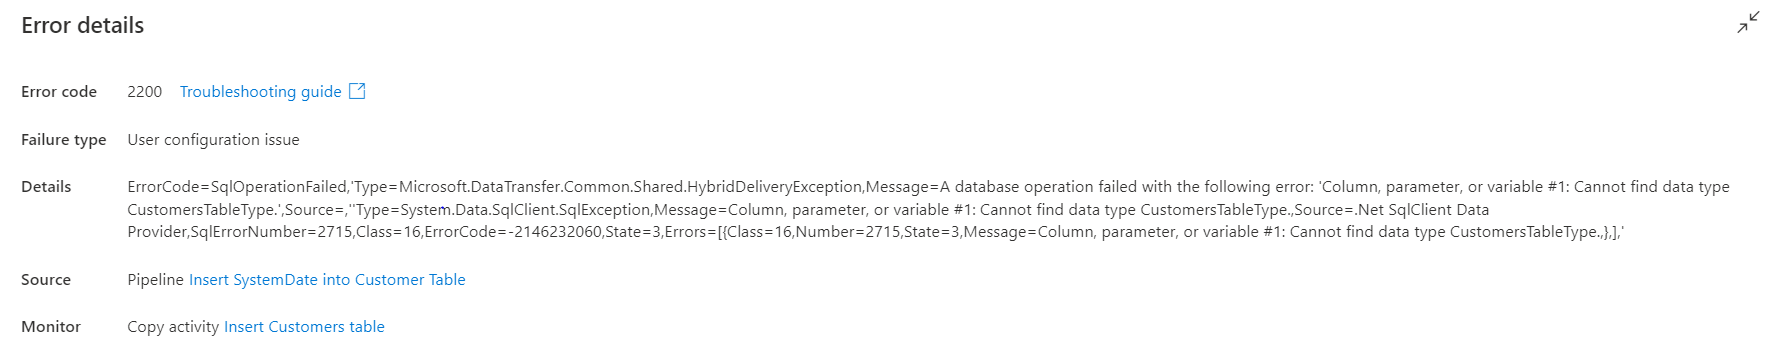 Error details
Error code 2200 Troubleshooting guide
Failure type User configuration issue
Details ErrorCode=SqlOperationFailed,'Type=Microsoft.DataTransfer.Common.Shared.HybridDeliveryException,Message=A database operation failed with the following error: 'Column, parameter, or variable #1: Cannot find data type
CustomersTableType.',Source=,''Type=System.Data.SqlClient.SqlException,Message=Column, parameter, or variable #1: Cannot find data type CustomersTableType.,Source=.Net SqlClient Data
Provider,SqlErrorNumber=2715,Class=16,ErrorCode=-2146232060,State=3,Errors=[{Class=16,Number=2715,State=3,Message=Column, parameter, or variable #1: Cannot find data type CustomersTableType.,},],'
Source Pipeline Insert SystemDate into Customer Table
Monitor Copy activity Insert Customers table